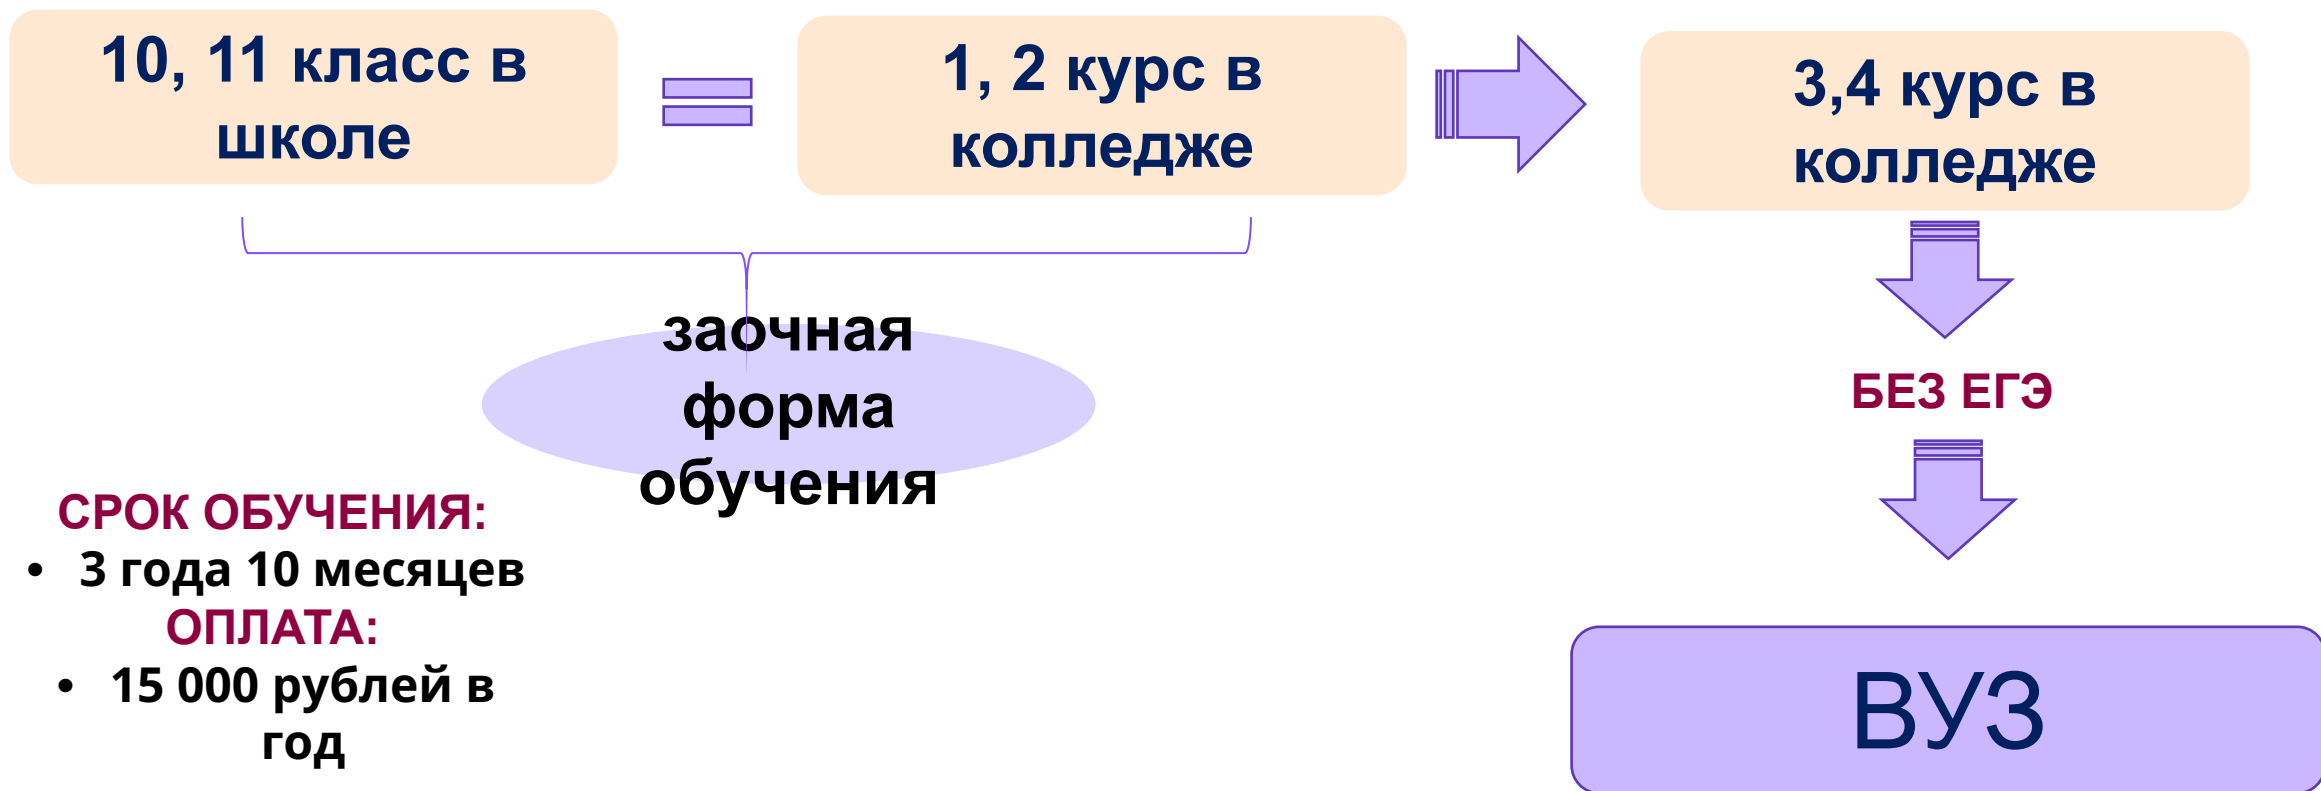 10, 11 класс в
школе
1, 2 курс в
колледже
3,4 курс в
колледже
заочная
форма
обучения
БЕЗ ЕГЭ
СРОК ОБУЧЕНИЯ:
• 3 года 10 месяцев
ОПЛАТА:
• 15 000 рублей в
год
ВУЗ